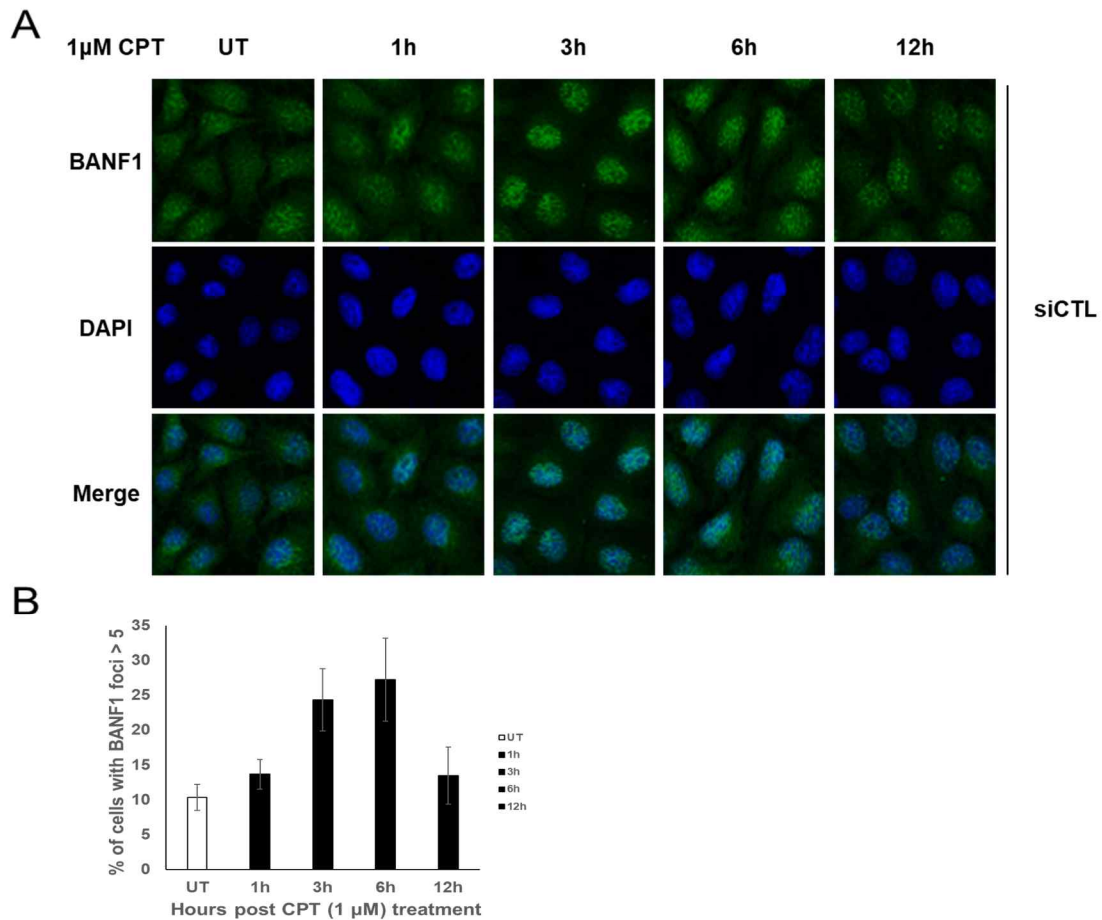 A
1µM CPT UT 1h 3h 6h 12h
BANF1
DAPI
siCTL
Merge
B
% of cells with BANF1 foci > 5
35
30
25
20
15
10
5
0
UT 1h 3h 6h 12h
Hours post CPT (1 µM) treatment
UT
1h
3h
6h
12h